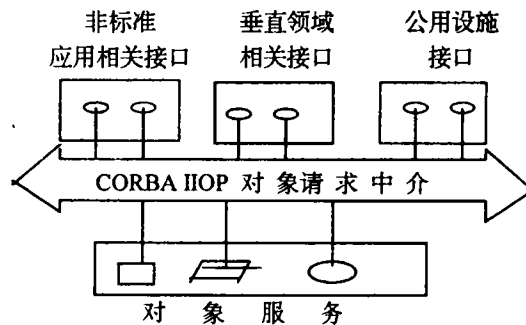 非标准
应用相关接口
垂直领域
相关接口
公用设施
接口
CORBA IIOP 对象请求中介
对象服务